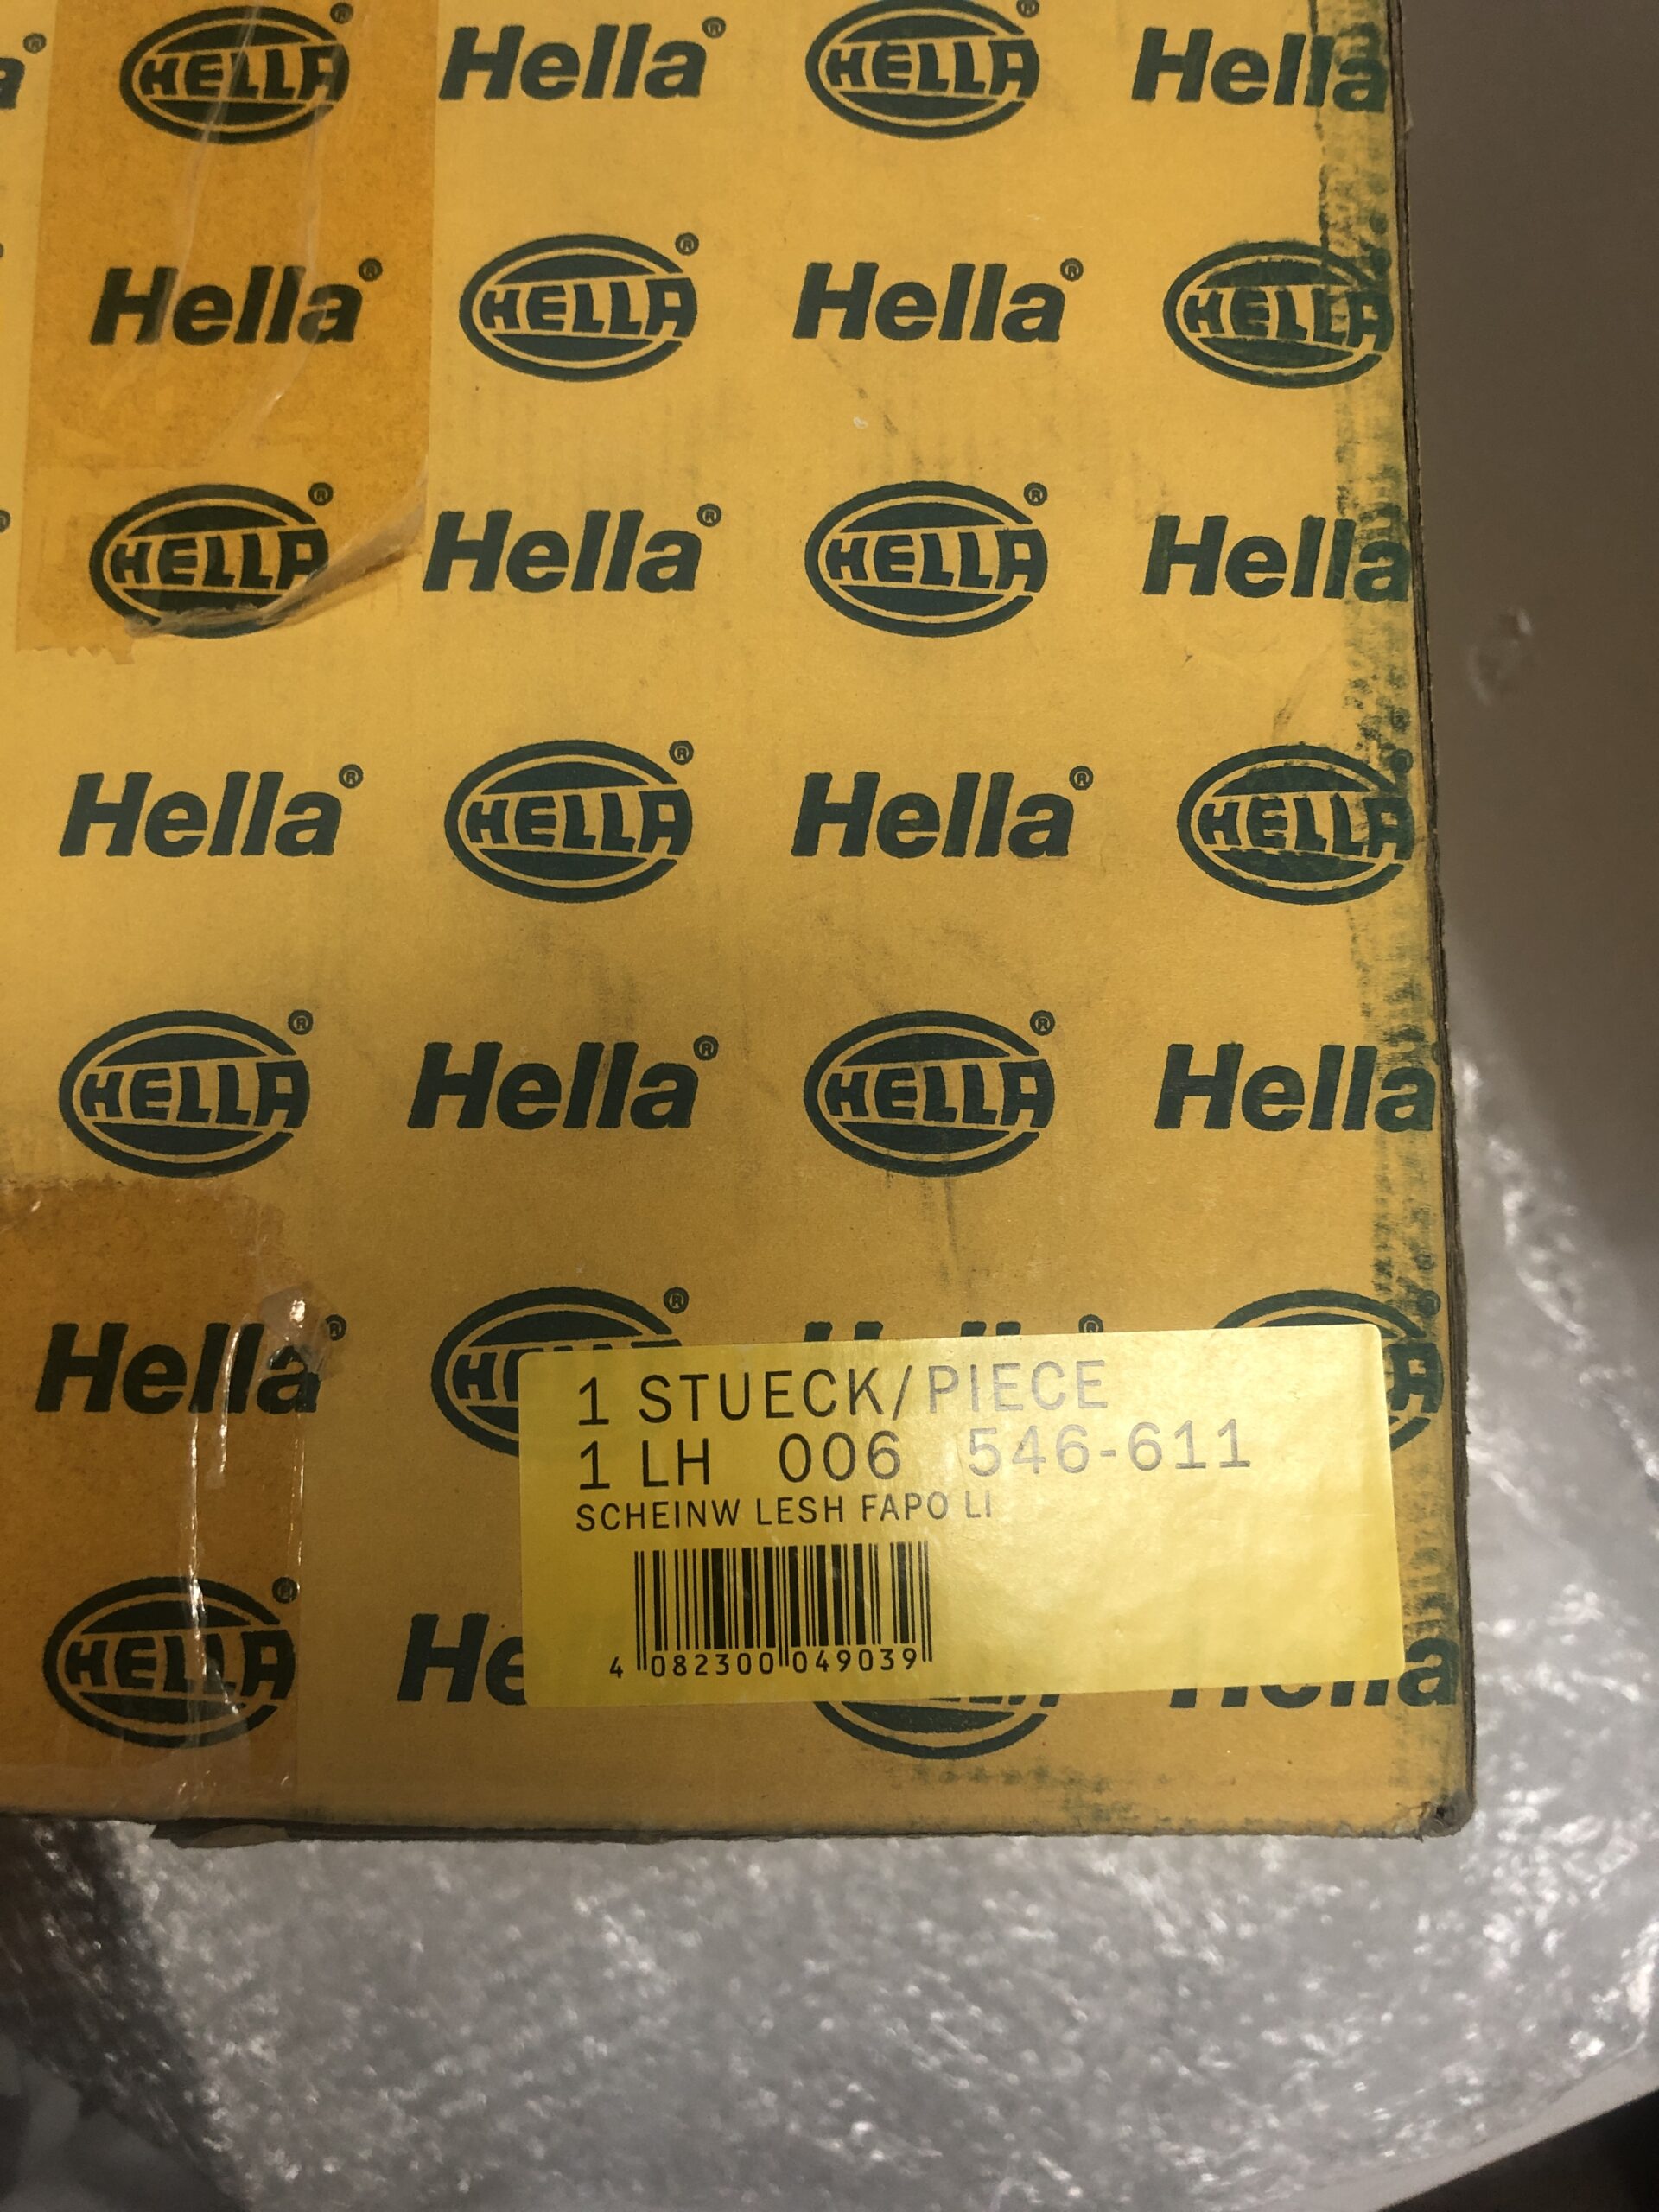 HELLA® Hella® HELLA® Hella
Hella® HELLA® Hella® HELLA
HELLA® Hella® HELLA® Hella
Hella® HELLA® Hella® HELLA®
HELLA® Hella® HELLA® Hella
Hella®
1 STUECK/PIECE
1 LH 006 546-611
SCHEINW LESH FAPO LI
4 082300 049039
HELLA® He